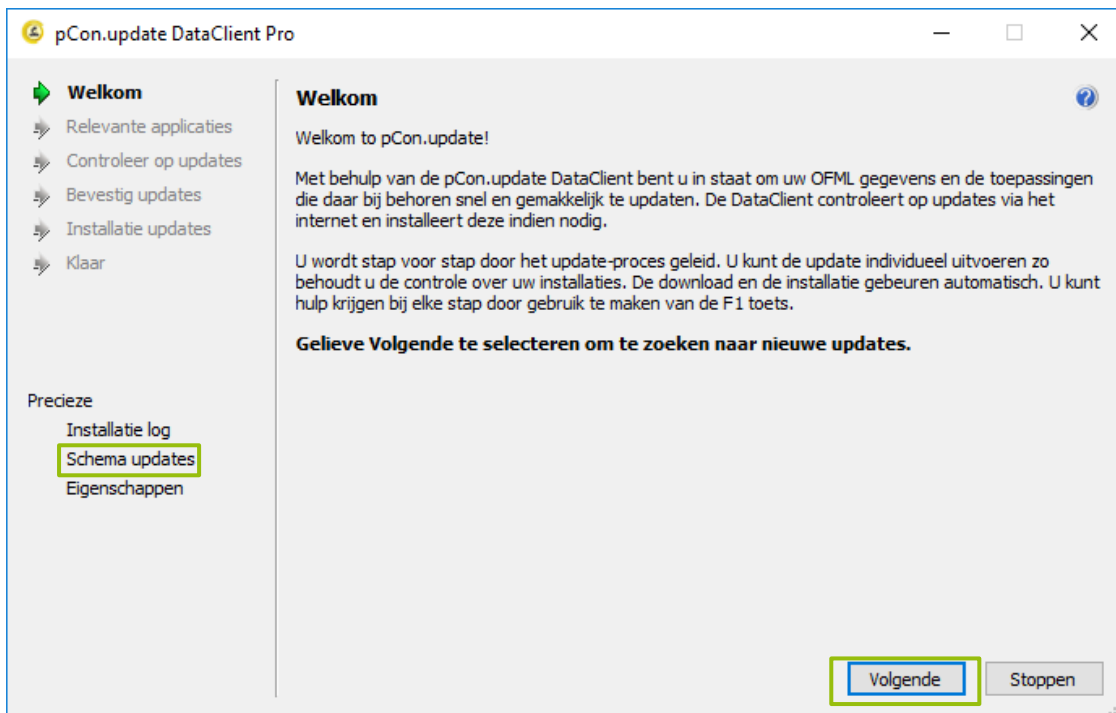 pCon.update DataClient Pro
Welkom
Relevante applicaties
Controleer op updates
Bevestig updates
Installatie updates
Klaar
Precieze
Installatie log
Schema updates
Eigenschappen
Welkom
Welkom to pCon.update!
Met behulp van de pCon.update DataClient bent u in staat om uw OFML gegevens en de toepassingen
die daar bij behoren snel en gemakkelijk te updaten. De DataClient controleert op updates via het
internet en installeert deze indien nodig.
U wordt stap voor stap door het update-proces geleid. U kunt de update individueel uitvoeren zo
behoudt u de controle over uw installaties. De download en de installatie gebeuren automatisch. U kunt
hulp krijgen bij elke stap door gebruik te maken van de F1 toets.
Gelieve Volgende te selecteren om te zoeken naar nieuwe updates.
Volgende
Stoppen